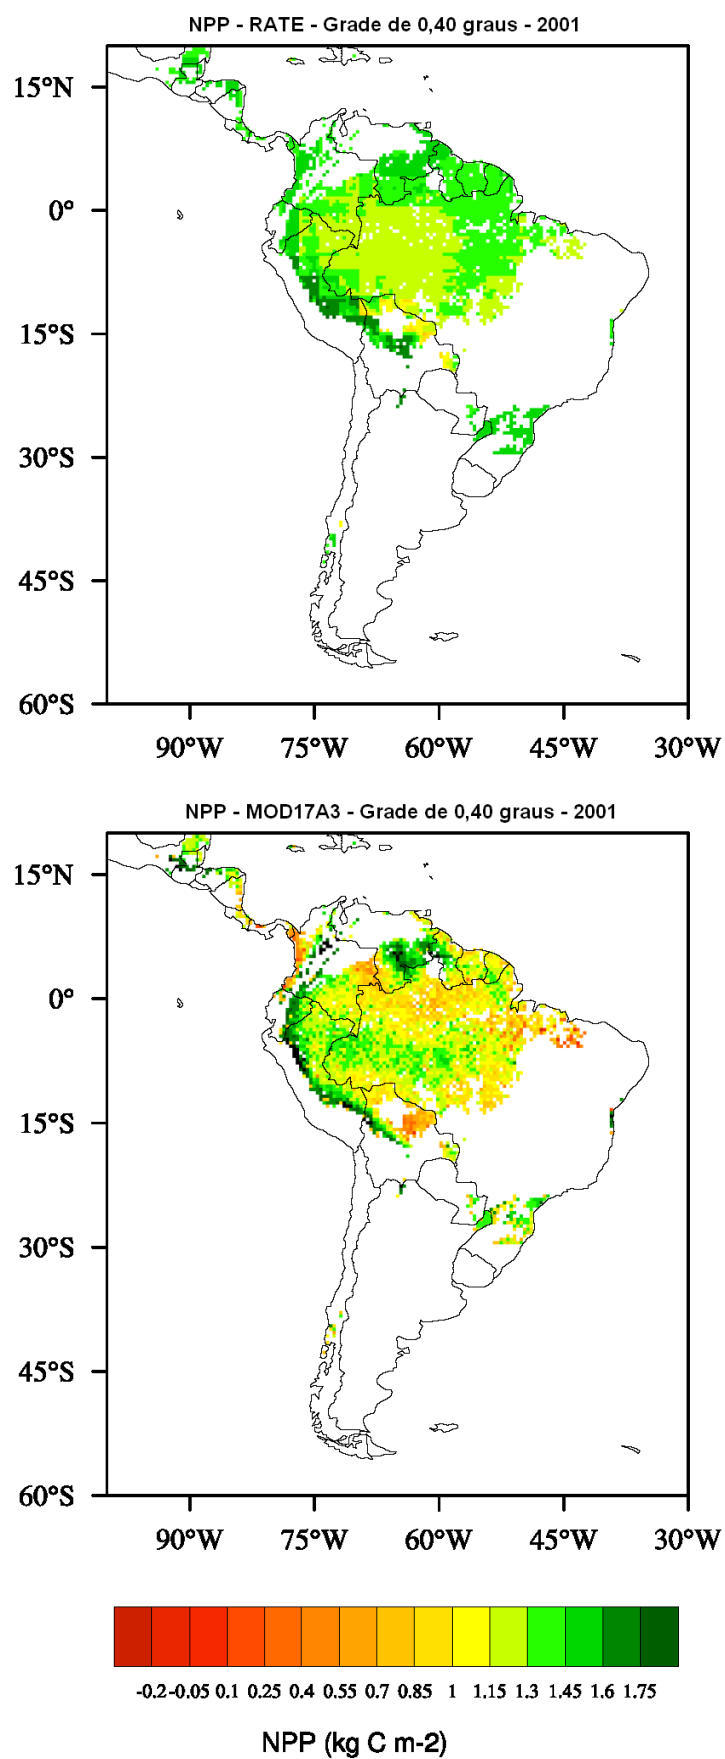 NPP - RATE - Grade de 0,40 graus - 2001
15°N
0°
15°S
30°S
45°S
60°S
90°W 75°W 60°W 45°W 30°W
NPP - MOD17A3 - Grade de 0,40 graus - 2001
15°N
0°
15°S
30°S
45°S
60°S
90°W 75°W 60°W 45°W 30°W
-0.2 -0.05 0.1 0.25 0.4 0.55 0.7 0.85 1 1.15 1.3 1.45 1.6 1.75
NPP (kg C m-2)